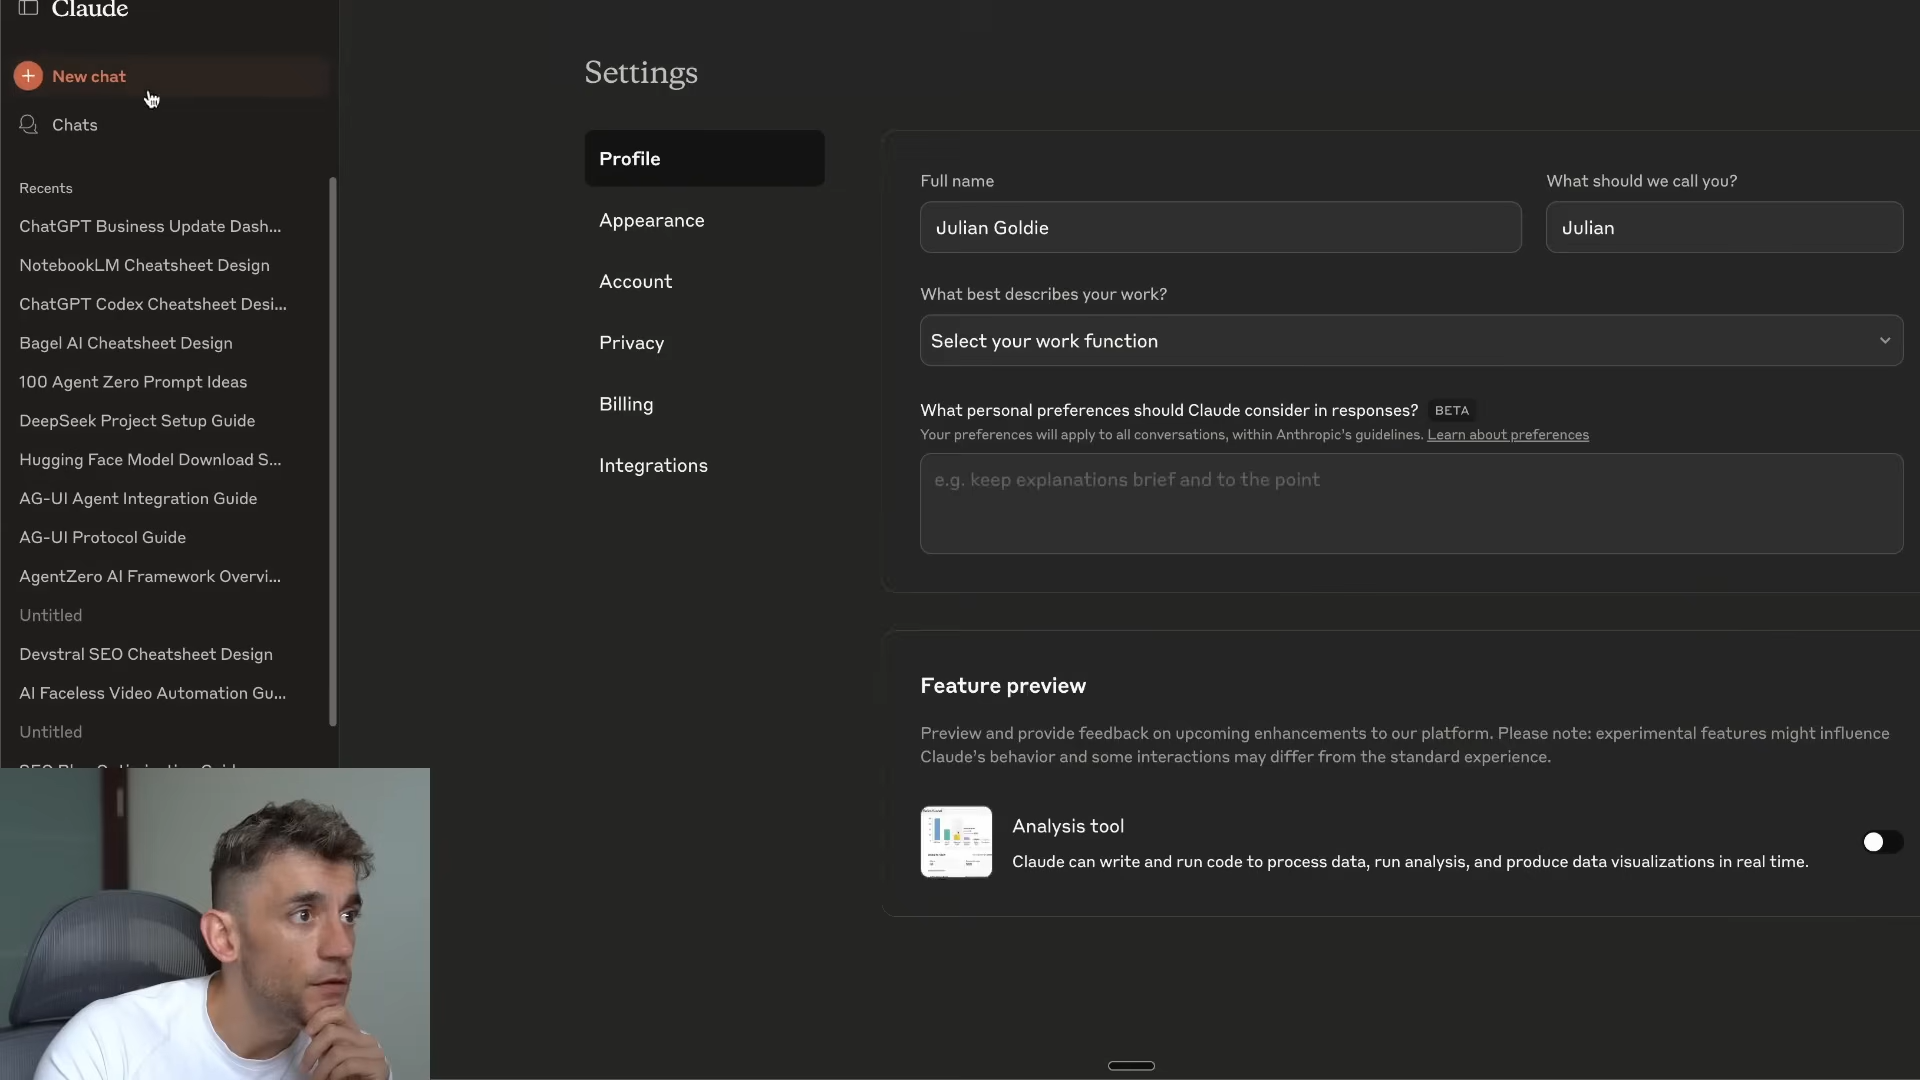 Claude
New chat
Chats
Recents
ChatGPT Business Update Dash...
NotebookLM Cheatsheet Design
ChatGPT Codex Cheatsheet Desi...
Bagel AI Cheatsheet Design
100 Agent Zero Prompt Ideas
DeepSeek Project Setup Guide
Hugging Face Model Download S...
AG-UI Agent Integration Guide
AG-UI Protocol Guide
AgentZero AI Framework Overvi...
Untitled
Devstral SEO Cheatsheet Design
AI Faceless Video Automation Gu...
Untitled
Settings
Profile
Appearance
Account
Privacy
Billing
Integrations
Full name
What should we call you?
Julian Goldie
Julian
What best describes your work?
Select your work function
What personal preferences should Claude consider in responses? BETA
Your preferences will apply to all conversations, within Anthropic's guidelines. Learn about preferences
e.g. keep explanations brief and to the point
Feature preview
Preview and provide feedback on upcoming enhancements to our platform. Please note: experimental features might influence
Claude's behavior and some interactions may differ from the standard experience.
Analysis tool
Claude can write and run code to process data, run analysis, and produce data visualizations in real time.